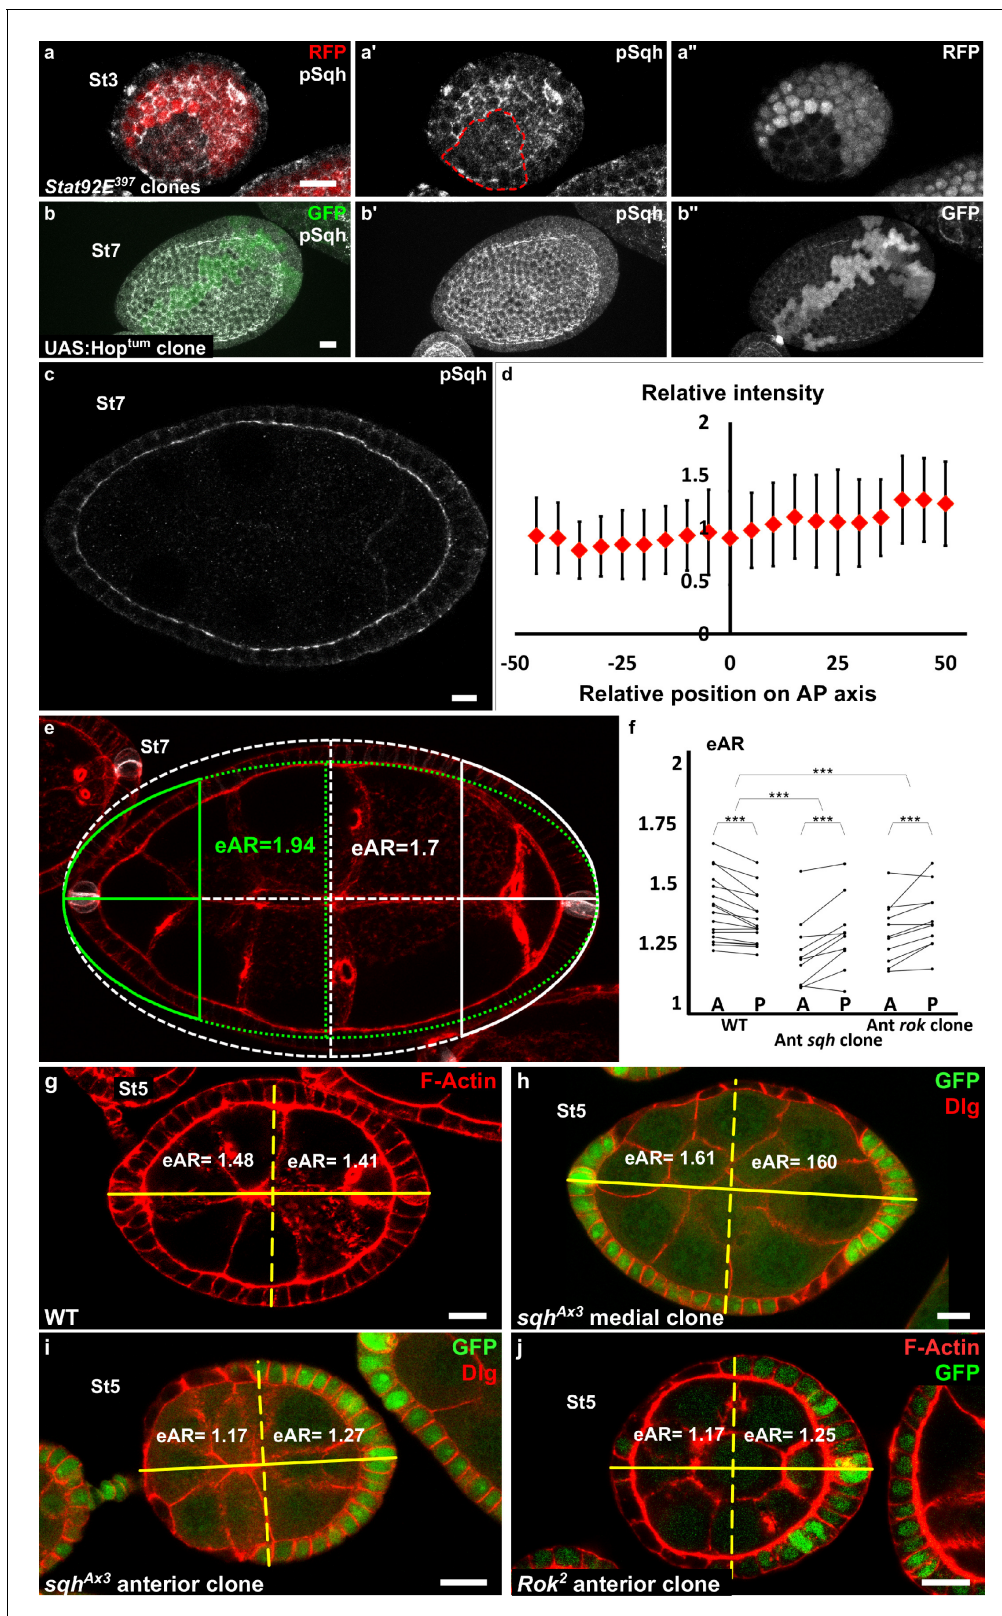 a
RFP
pSqh
St3
Stat92E397 clones
a'
pSqh
a"
RFP
b
GFP
pSqh
St7
UAS:Hoptum clone
b'
pSqh
b"
GFP
c
pSqh
St7
d
Relative intensity
2
1.5
1
0.5
0
-50
-25
0
25
50
Relative position on AP axis
e
St7
eAR=1.94
eAR=1.7
f
eAR
2
1.75
1.5
1.25
1
***
***
***
***
***
A
P
A
P
A
P
WT
Ant sqh clone
Ant rok clone
g
St5
F-Actin
eAR= 1.48
eAR= 1.41
WT
h
GFP
Dlg
St5
eAR= 1.61
eAR= 160
sqhAx3 medial clone
i
GFP
Dlg
St5
eAR= 1.17
eAR= 1.27
sqhAx3 anterior clone
j
F-Actin
GFP
St5
eAR= 1.17
eAR= 1.25
Rok2 anterior clone